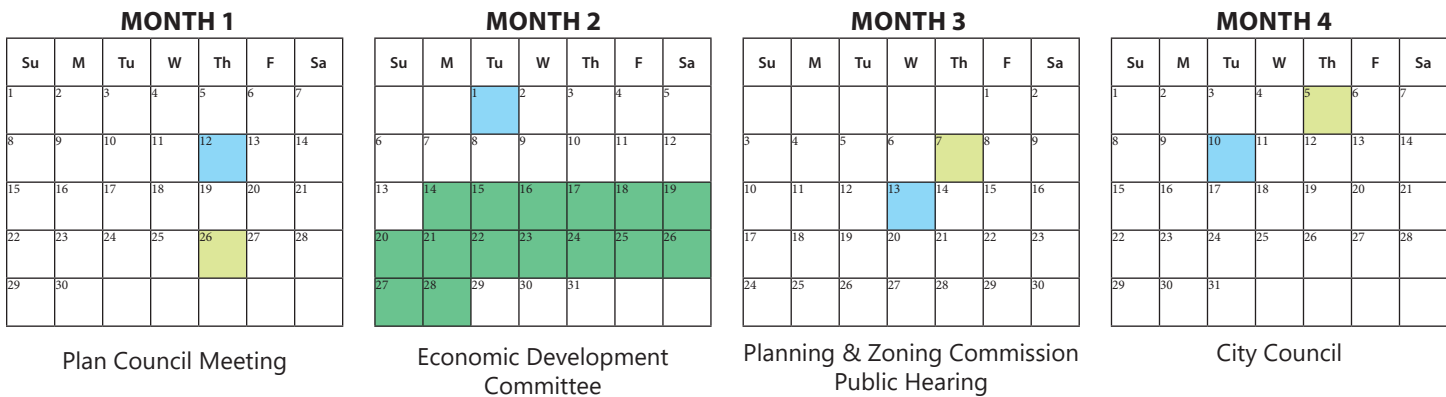 MONTH 1
Su M Tu W Th F Sa
1 2 3 4 5 6 7
8 9 10 11 12 13 14
15 16 17 18 19 20 21
22 23 24 25 26 27 28
29 30
Plan Council Meeting
MONTH 2
Su M Tu W Th F Sa
1 2 3 4 5
6 7 8 9 10 11 12
13 14 15 16 17 18 19
20 21 22 23 24 25 26
27 28 29 30 31
Economic Development
Committee
MONTH 3
Su M Tu W Th F Sa
1 2
3 4 5 6 7 8 9
10 11 12 13 14 15 16
17 18 19 20 21 22 23
24 25 26 27 28 29 30
Planning & Zoning Commission
Public Hearing
MONTH 4
Su M Tu W Th F Sa
1 2 3 4 5 6 7
8 9 10 11 12 13 14
15 16 17 18 19 20 21
22 23 24 25 26 27 28
29 30 31
City Council